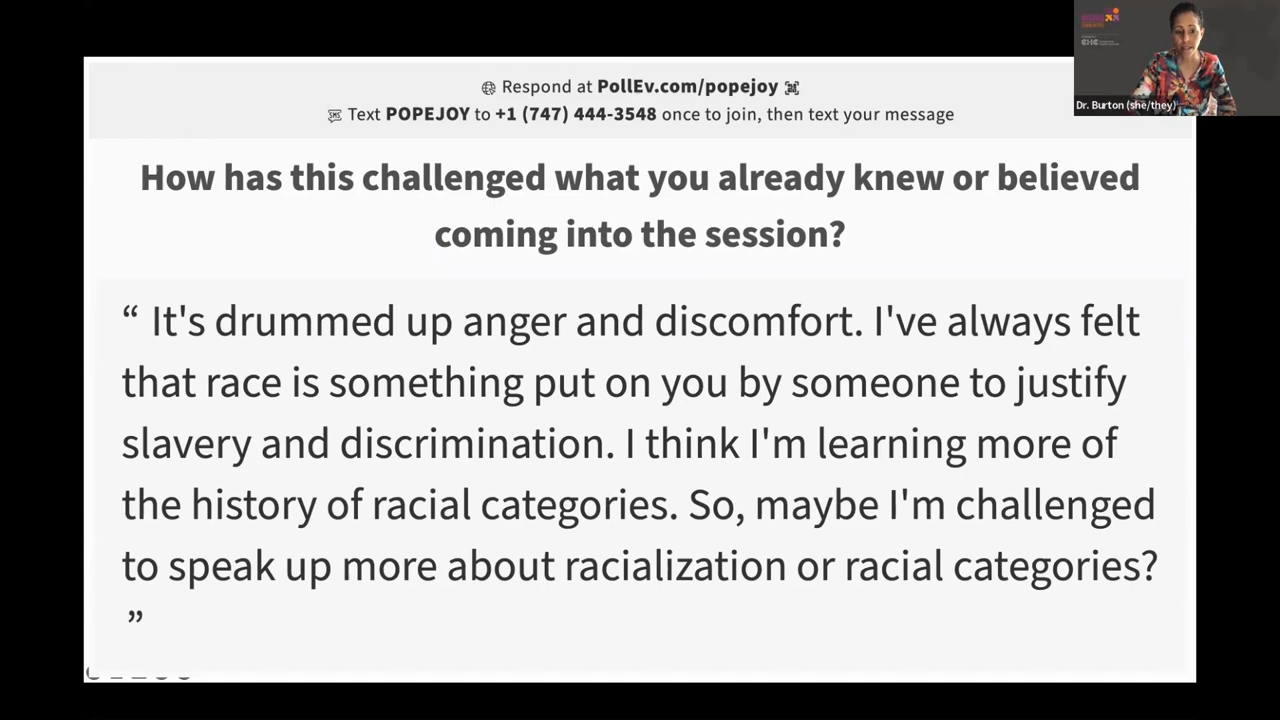 Respond at PollEv.com/popejoy
Text POPEJOY to +1 (747) 444-3548 once to join, then text your message
How has this challenged what you already knew or believed
coming into the session?
“ It's drummed up anger and discomfort. I've always felt
that race is something put on you by someone to justify
slavery and discrimination. I think I'm learning more of
the history of racial categories. So, maybe I'm challenged
to speak up more about racialization or racial categories?
”
Dr. Burton (she/they)
CHC